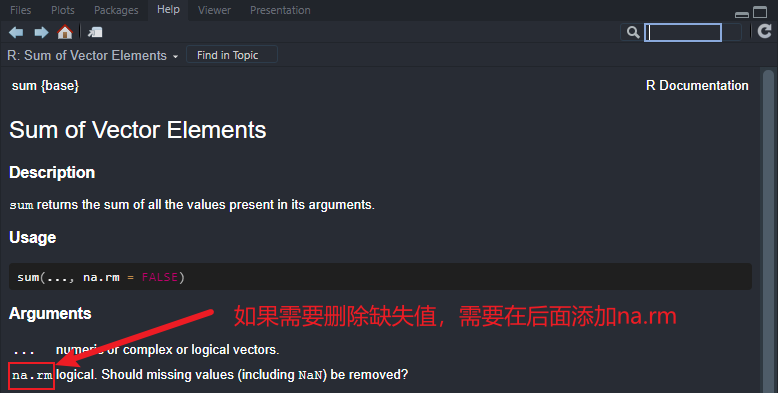 Files Plots Packages Help Viewer Presentation
R: Sum of Vector Elements Find in Topic
sum {base} R Documentation
Sum of Vector Elements
Description
sum returns the sum of all the values present in its arguments.
Usage
sum(..., na.rm = FALSE)
Arguments
如果需要删除缺失值，需要在后面添加na.rm
... numeric or complex or logical vectors.
na.rm logical. Should missing values (including NaN) be removed?